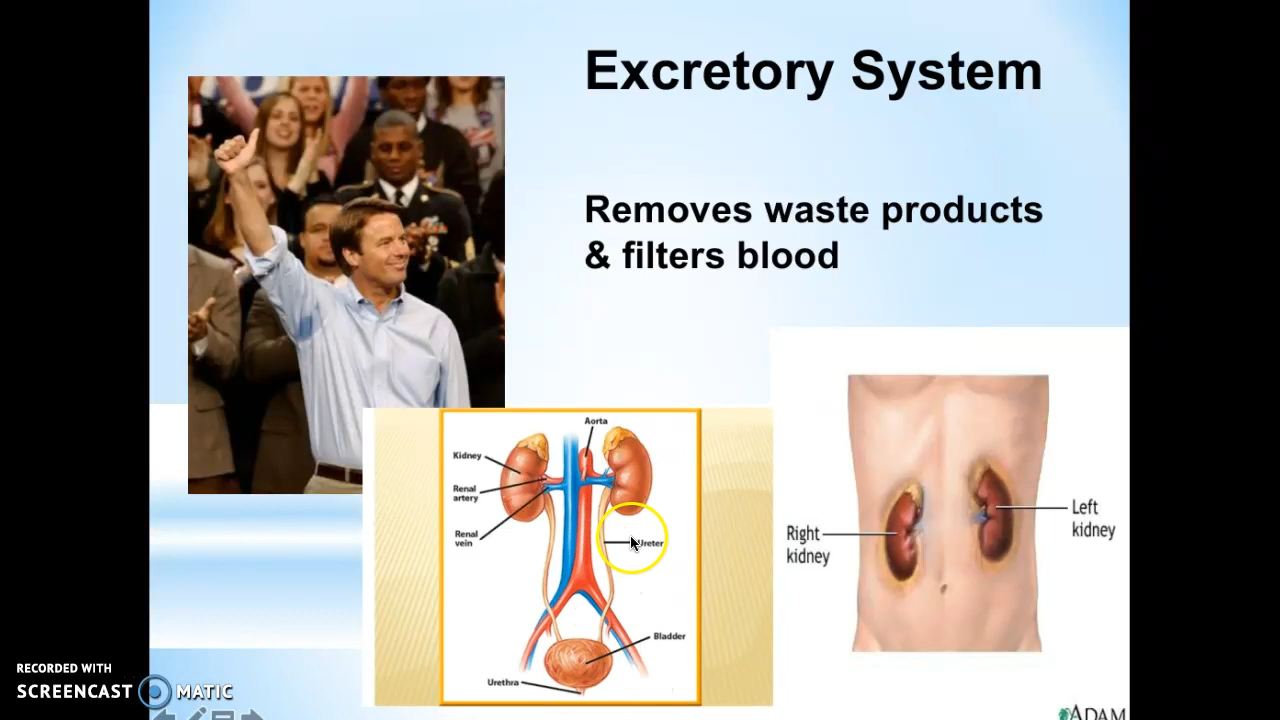 Excretory System
Removes waste products
& filters blood
Aorta
Kidney
Renal
artery
Renal
vein
Ureter
Bladder
Urethra
Right
kidney
Left
kidney
ADAM
RECORDED WITH
SCREENCAST MATIC